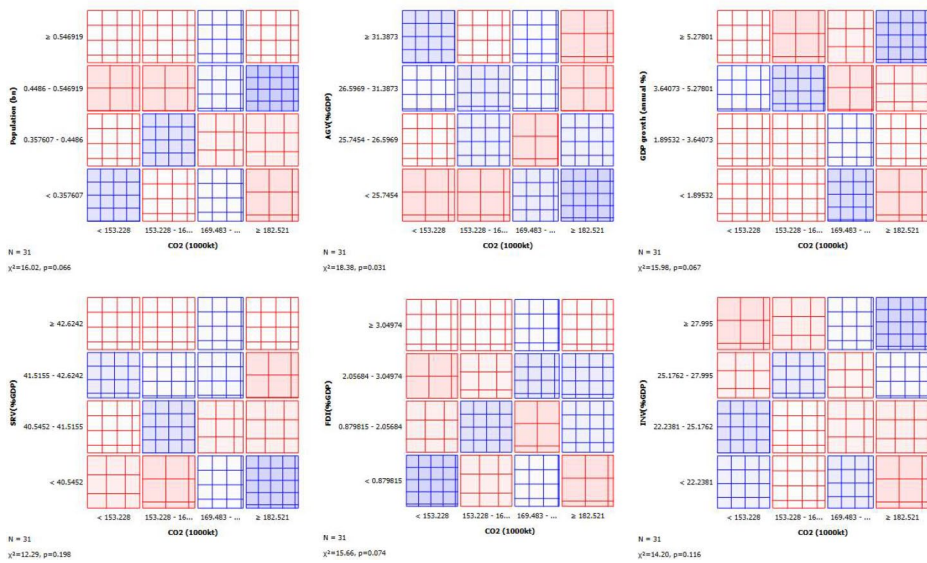 ≥ 0.546919
0.4486 - 0.546919
0.357607 - 0.4486
< 0.357607
Population (bn)
< 153.228 153.228 - 16... 169.483 - ... ≥ 182.521
CO2 (1000kt)
N = 31
χ²=16.02, p=0.066
≥ 31.3873
26.5969 - 31.3873
25.7454 - 26.5969
< 25.7454
AGV(%GDP)
< 153.228 153.228 - 16... 169.483 - ... ≥ 182.521
CO2 (1000kt)
N = 31
χ²=18.38, p=0.031
≥ 5.27801
3.64073 - 5.27801
1.89532 - 3.64073
< 1.89532
GDP growth (annual %)
< 153.228 153.228 - 16... 169.483 - ... ≥ 182.521
CO2 (1000kt)
N = 31
χ²=15.98, p=0.067
≥ 42.6242
41.5155 - 42.6242
40.5452 - 41.5155
< 40.5452
SRV(%GDP)
< 153.228 153.228 - 16... 169.483 - ... ≥ 182.521
CO2 (1000kt)
N = 31
χ²=12.29, p=0.198
≥ 3.04974
2.05684 - 3.04974
0.879815 - 2.05684
< 0.879815
FDI(%GDP)
< 153.228 153.228 - 16... 169.483 - ... ≥ 182.521
CO2 (1000kt)
N = 31
χ²=15.66, p=0.074
≥ 27.995
25.1762 - 27.995
22.2381 - 25.1762
< 22.2381
INV(%GDP)
< 153.228 153.228 - 16... 169.483 - ... ≥ 182.521
CO2 (1000kt)
N = 31
χ²=14.20, p=0.116